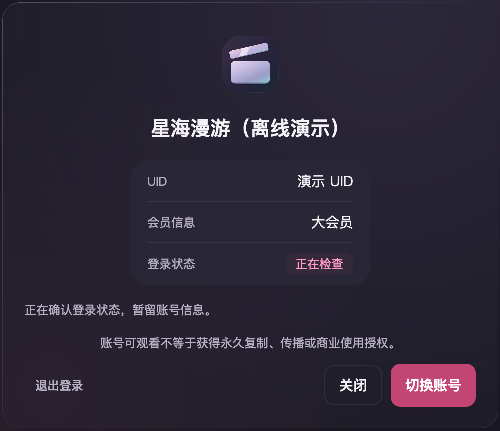 星海漫游（离线演示）
UID 演示 UID
会员信息 大会员
登录状态 正在检查
正在确认登录状态，暂留账号信息。
账号可观看不等于获得永久复制、传播或商业使用授权。
退出登录 关闭 切换账号